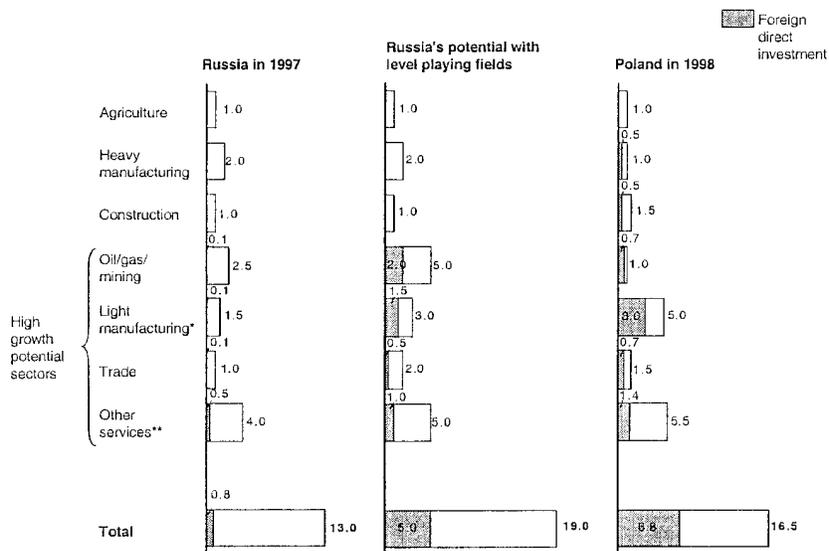 Foreign
direct
investment
Russia in 1997
Russia's potential with
level playing fields
Poland in 1998
Agriculture
1.0
1.0
1.0
0.5
Heavy
manufacturing
2.0
2.0
1.0
0.5
Construction
1.0
1.0
1.5
0.1
0.7
Oil/gas/
mining
2.5
2.0
5.0
1.0
0.1
1.5
High
growth
potential
sectors
Light
manufacturing*
1.5
3.0
3.0
5.0
0.1
0.5
0.7
Trade
1.0
2.0
1.5
0.5
1.0
1.4
Other
services**
4.0
5.0
5.5
0.8
Total
13.0
5.0
19.0
6.8
16.5